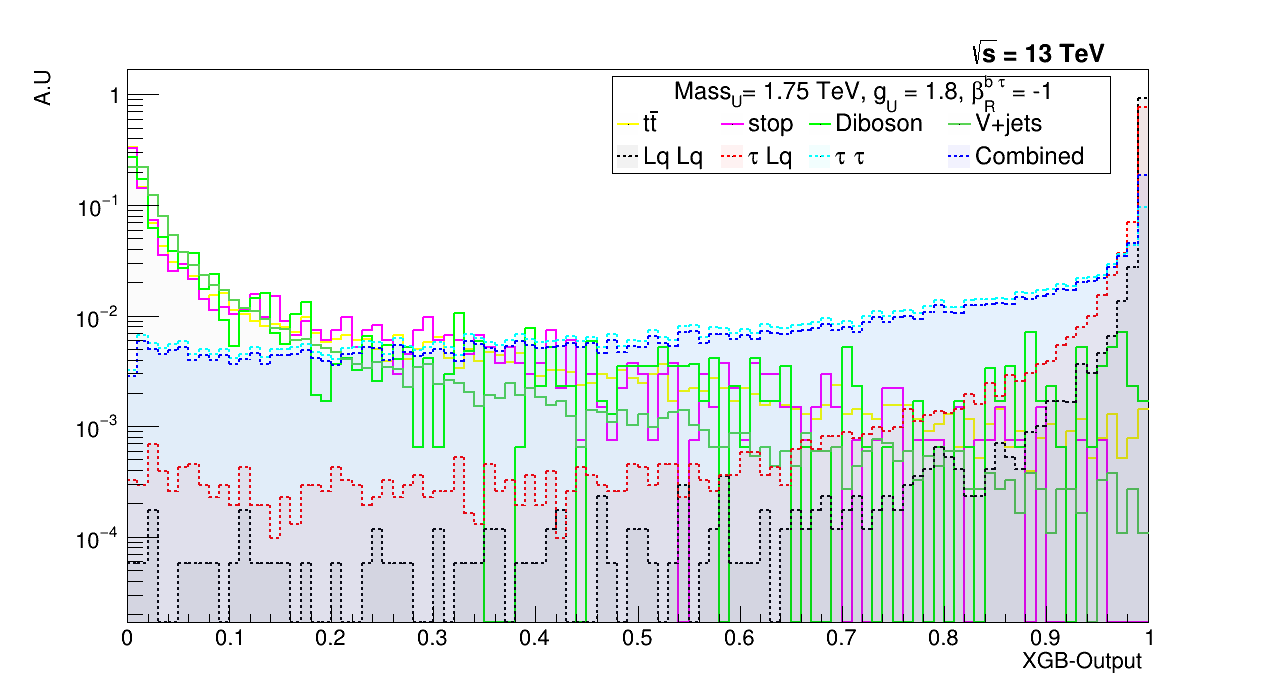 √s = 13 TeV
A.U
Mass_U= 1.75 TeV, g_U = 1.8, β_R^{b τ} = -1
tt̄ stop Diboson V+jets
Lq Lq τ Lq τ τ Combined
1
10⁻¹
10⁻²
10⁻³
10⁻⁴
0 0.1 0.2 0.3 0.4 0.5 0.6 0.7 0.8 0.9 1
XGB-Output